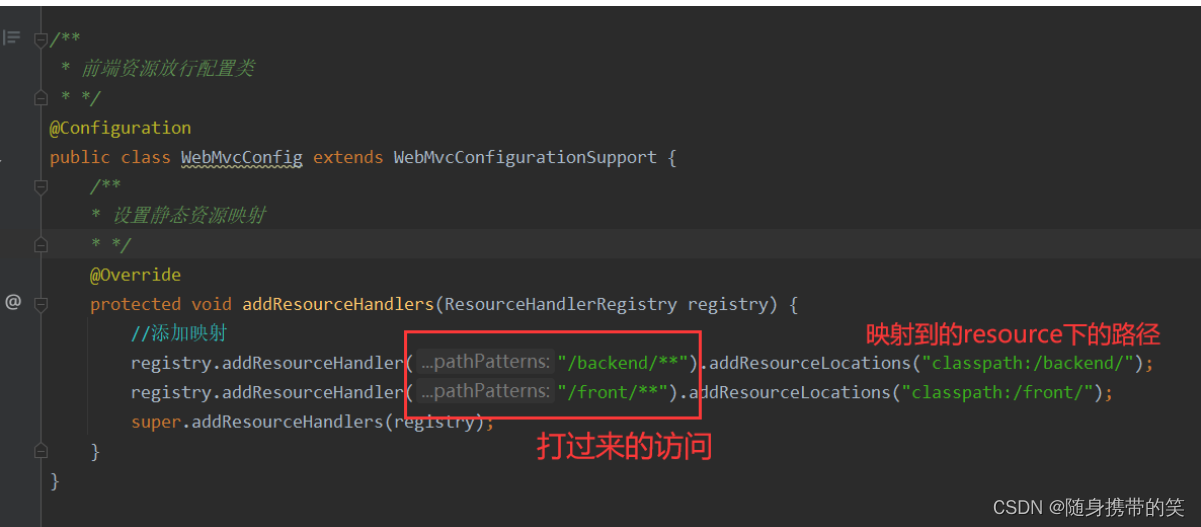 /**
* 前端资源放行配置类
* */
@Configuration
public class WebMvcConfig extends WebMvcConfigurationSupport {
/**
* 设置静态资源映射
* */
@Override
@ protected void addResourceHandlers(ResourceHandlerRegistry registry) {
//添加映射
映射到的resource下的路径
registry.addResourceHandler( ...pathPatterns: "/backend/**").addResourceLocations("classpath:/backend/");
registry.addResourceHandler( ...pathPatterns: "/front/**").addResourceLocations("classpath:/front/");
super.addResourceHandlers(registry);
打过来的访问
}
}
CSDN @随身携带的笑